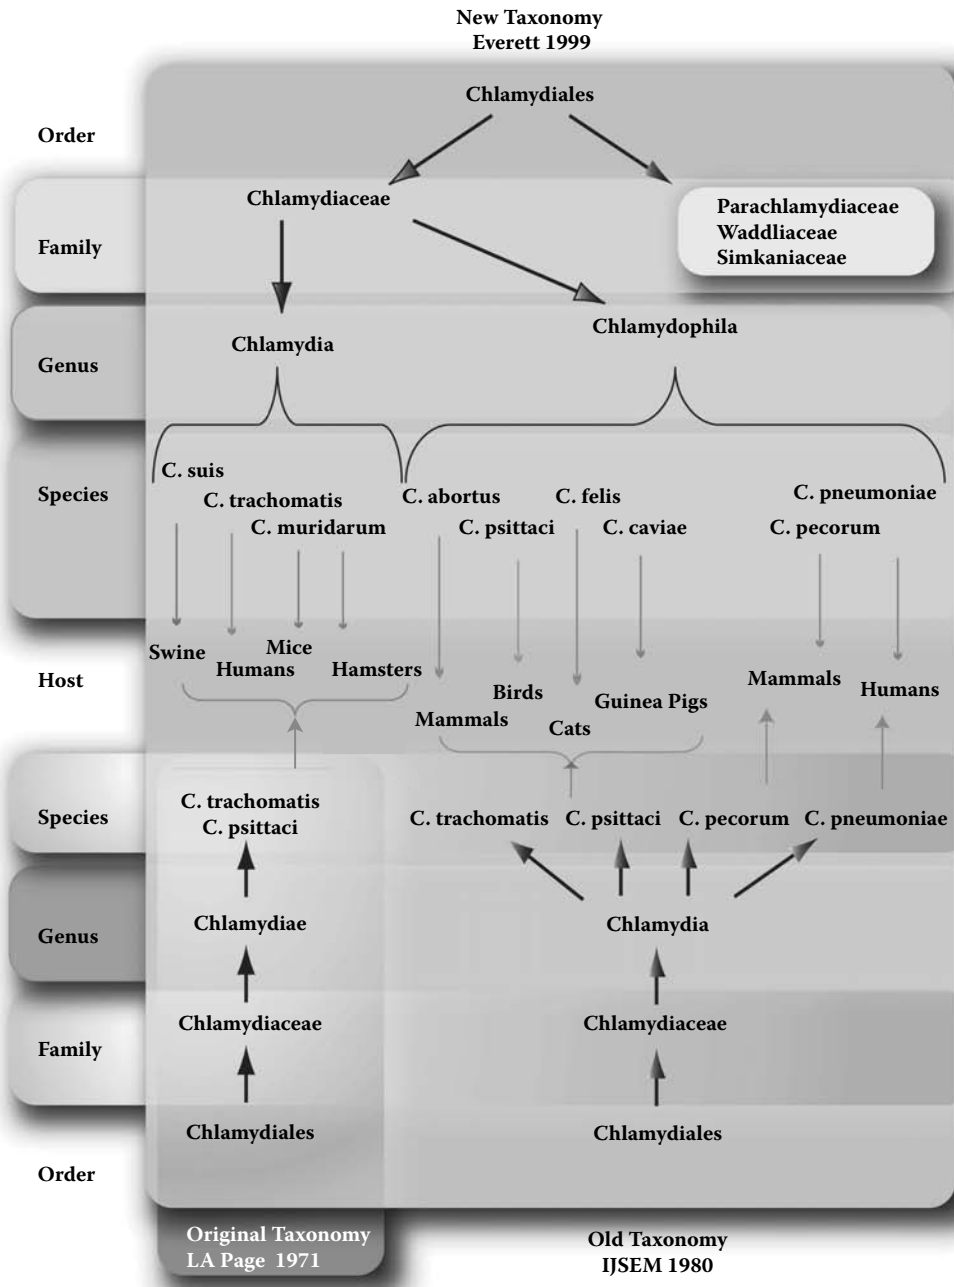 New Taxonomy
Everett 1999
Chlamydiales
Order
Chlamydiaceae
Parachlamydiaceae
Waddliaceae
Simkaniaceae
Family
Chlamydophila
Chlamydia
Genus
C. suis
Species
C. trachomatis
C. abortus
C. felis
C. pneumoniae
C. muridarum
C. psittaci
C. caviae
C. pecorum
Swine
Mice
Humans
Hamsters
Host
Mammals
Humans
Birds
Guinea Pigs
Mammals
Cats
C. trachomatis
C. psittaci
Species
C. trachomatis
C. psittaci
C. pecorum
C. pneumoniae
Chlamydiae
Chlamydia
Genus
Chlamydiaceae
Chlamydiaceae
Family
Chlamydiales
Chlamydiales
Order
Original Taxonomy
LA Page 1971
Old Taxonomy
IJSEM 1980